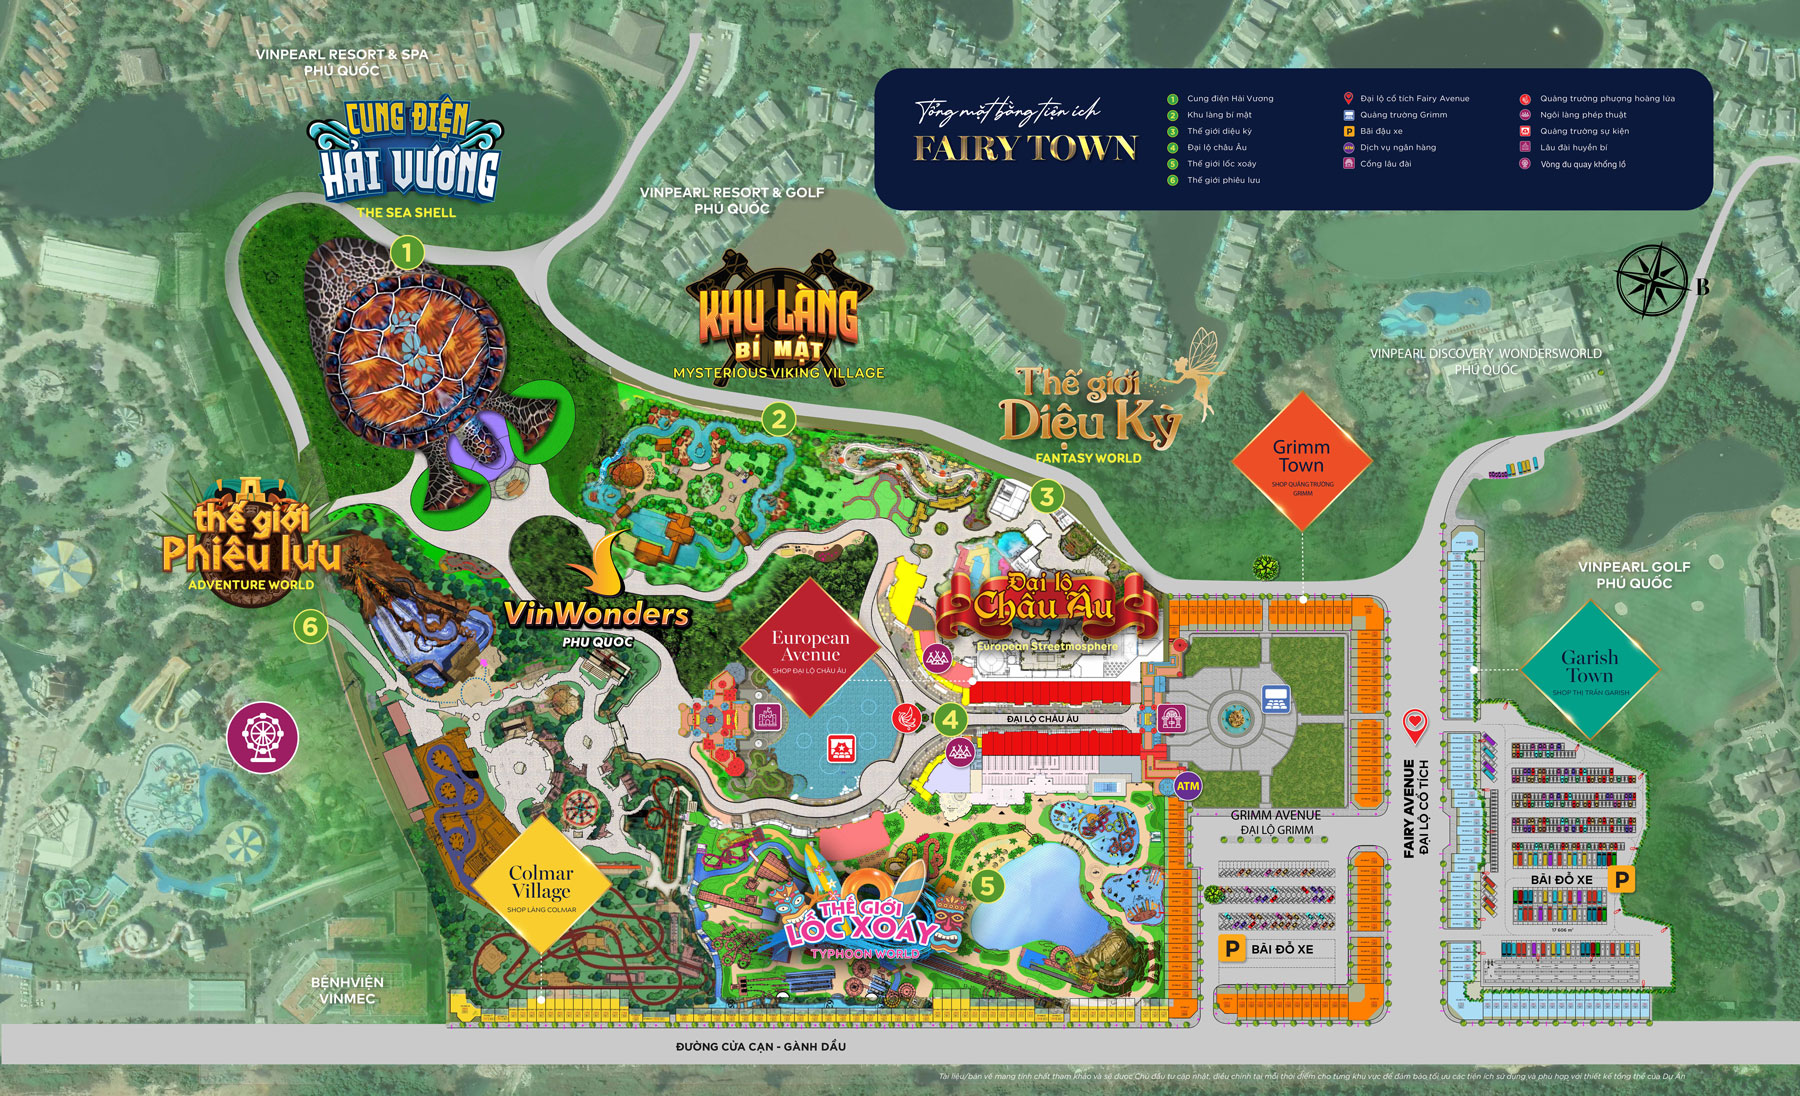 VINPEARL RESORT & SPA
PHÚ QUỐC
CUNG ĐIỆN
HẢI VƯƠNG
THE SEA SHELL
1
VINPEARL RESORT & GOLF
PHÚ QUỐC
Tổng mặt bằng tiện ích
FAIRY TOWN
1 Cung điện Hải Vương
2 Khu làng bí mật
3 Thế giới diệu kỳ
4 Đại lộ châu Âu
5 Thế giới lốc xoáy
6 Thế giới phiêu lưu
Đại lộ cổ tích Fairy Avenue
Quảng trường Grimm
P Bãi đậu xe
ATM Dịch vụ ngân hàng
Cổng lâu đài
Quảng trường phượng hoàng lửa
Ngôi làng phép thuật
Quảng trường sự kiện
Lâu đài huyền bí
Vòng đu quay khổng lồ
B
KHU LÀNG
BÍ MẬT
MYSTERIOUS VIKING VILLAGE
2
Thế giới
Diệu Kỳ
FANTASY WORLD
3
VINPEARL DISCOVERY WONDERSWORLD
PHÚ QUỐC
Grimm
Town
SHOP QUẢNG TRƯỜNG
GRIMM
thế giới
Phiêu lưu
ADVENTURE WORLD
6
VinWonders
PHU QUOC
Đại lộ
Châu Âu
European Streetmosphere
European
Avenue
SHOP ĐẠI LỘ CHÂU ÂU
VINPEARL GOLF
PHÚ QUỐC
Garish
Town
SHOP THỊ TRẤN GARISH
4
ĐẠI LỘ CHÂU ÂU
ATM
GRIMM AVENUE
ĐẠI LỘ GRIMM
FAIRY AVENUE
ĐẠI LỘ CỔ TÍCH
Colmar
Village
SHOP LÀNG COLMAR
THẾ GIỚI
LỐC XOÁY
TYPHOON WORLD
5
BÃI ĐỖ XE P
17 606 m²
P BÃI ĐỖ XE
BỆNH VIỆN
VINMEC
ĐƯỜNG CỬA CẠN - GÀNH DẦU
Tài liệu/bản vẽ mang tính chất tham khảo và sẽ được Chủ đầu tư cập nhật, điều chỉnh tại mỗi thời điểm cho từng khu vực để đảm bảo tối ưu các tiện ích sử dụng và phù hợp với thiết kế tổng thể của Dự Án